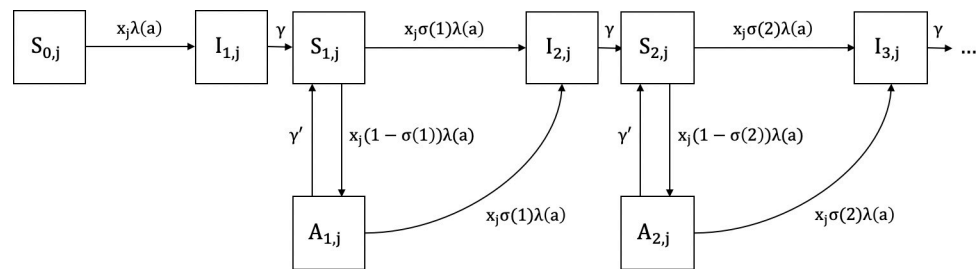 S₀,ⱼ
xⱼλ(a)
I₁,ⱼ
γ
S₁,ⱼ
xⱼσ(1)λ(a)
I₂,ⱼ
γ
S₂,ⱼ
xⱼσ(2)λ(a)
I₃,ⱼ
γ
...
γ′
xⱼ(1 − σ(1))λ(a)
γ′
xⱼ(1 − σ(2))λ(a)
A₁,ⱼ
xⱼσ(1)λ(a)
A₂,ⱼ
xⱼσ(2)λ(a)